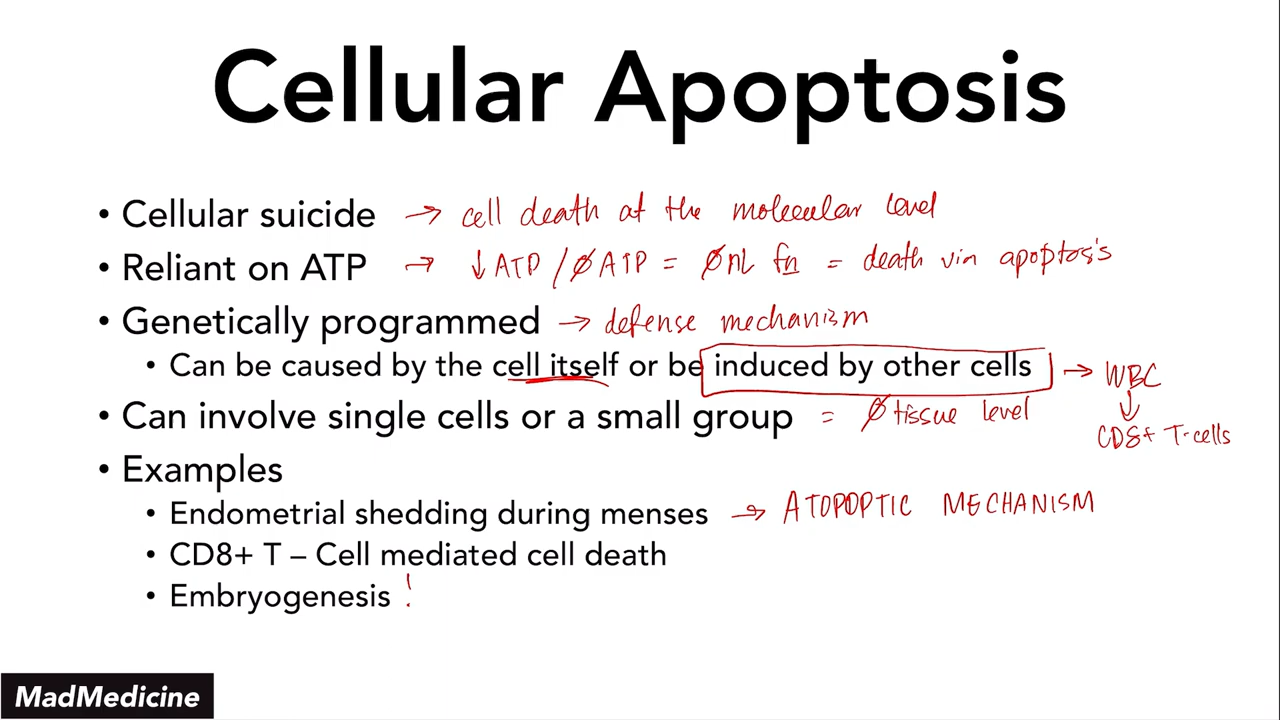 Cellular Apoptosis
• Cellular suicide → cell death at the molecular level
• Reliant on ATP → ↓ATP / ∅ ATP = ∅ NL fn = death via apoptosis
• Genetically programmed → defense mechanism
• Can be caused by the cell itself or be induced by other cells → WBC
↓
CD8+ T-cells
• Can involve single cells or a small group = ∅ tissue level
• Examples
• Endometrial shedding during menses → ATOPOPTIC MECHANISM
• CD8+ T – Cell mediated cell death
• Embryogenesis !
MadMedicine